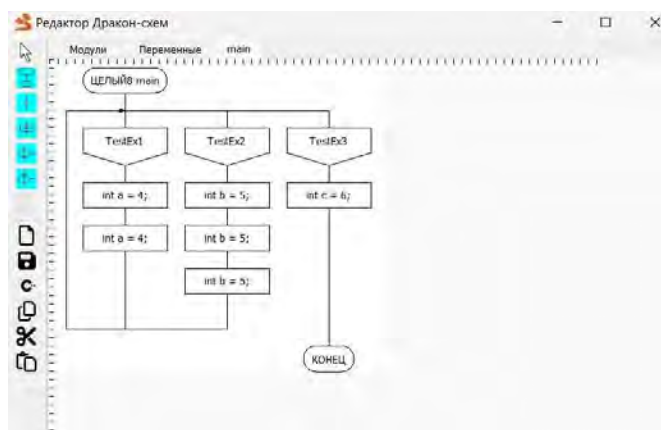 Редактор Дракон-схем
Модули Переменные main
ЦЕЛЫЙ8 main
TestEx1 TestEx2 TestEx3
int a = 4; int b = 5; int c = 6;
int a = 4; int b = 5;
int b = 5;
КОНЕЦ